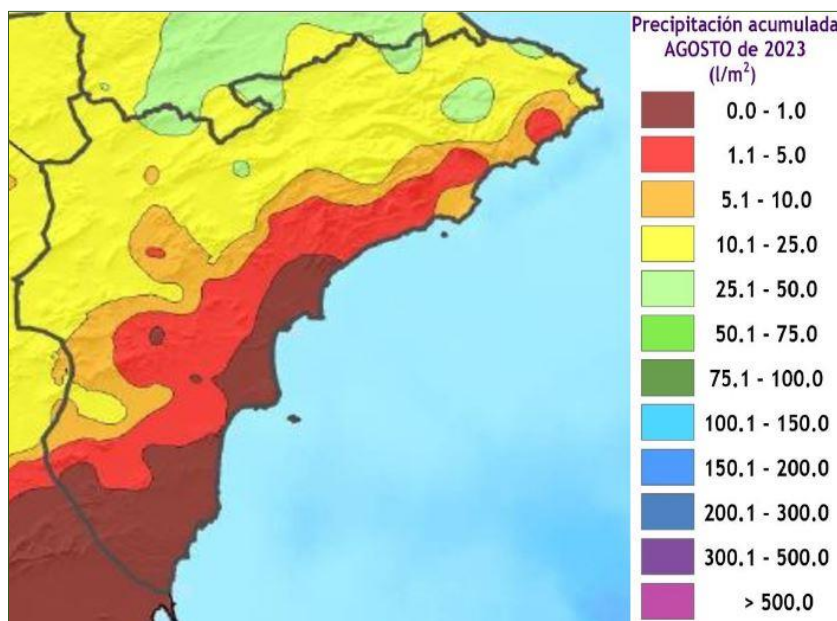 Precipitación acumulada
AGOSTO de 2023
(l/m²)
0.0 - 1.0
1.1 - 5.0
5.1 - 10.0
10.1 - 25.0
25.1 - 50.0
50.1 - 75.0
75.1 - 100.0
100.1 - 150.0
150.1 - 200.0
200.1 - 300.0
300.1 - 500.0
> 500.0